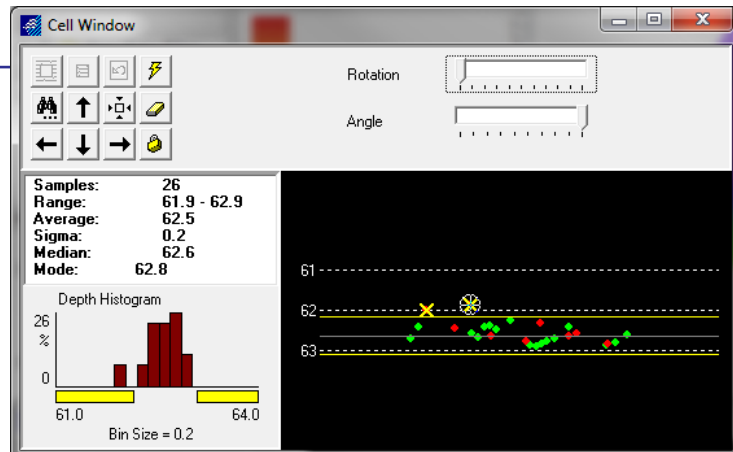 Cell Window
Rotation
Angle
Samples: 26
Range: 61.9 - 62.9
Average: 62.5
Sigma: 0.2
Median: 62.6
Mode: 62.8
Depth Histogram
26
%
0
61.0 64.0
Bin Size = 0.2
61
62
63